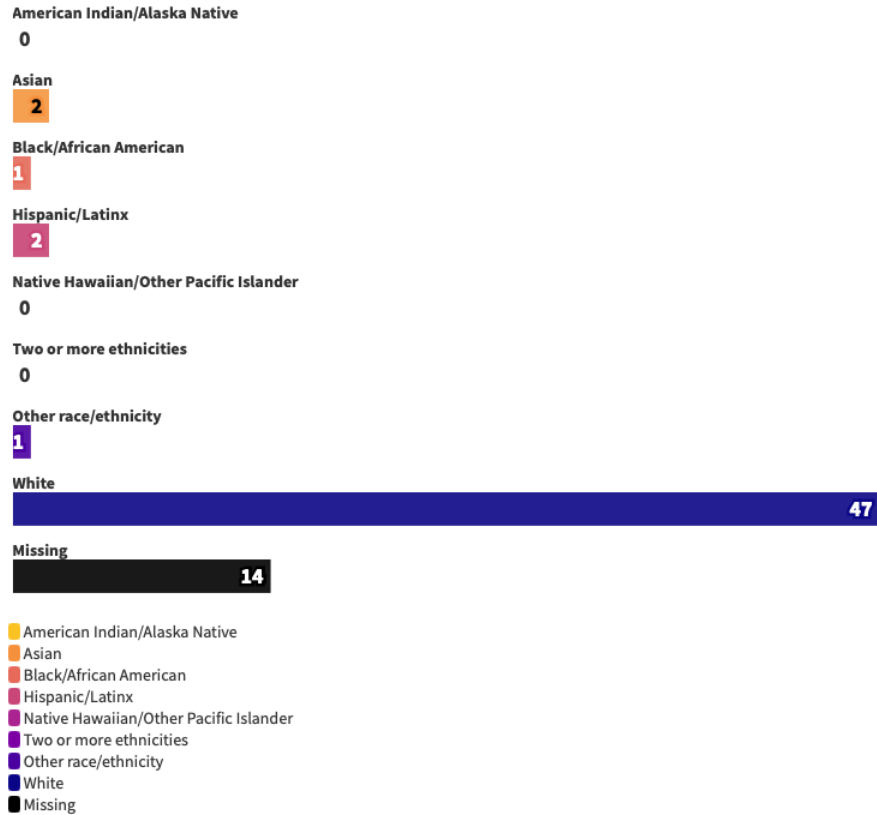 American Indian/Alaska Native
0
Asian
2
Black/African American
1
Hispanic/Latinx
2
Native Hawaiian/Other Pacific Islander
0
Two or more ethnicities
0
Other race/ethnicity
1
White
47
Missing
14
American Indian/Alaska Native
Asian
Black/African American
Hispanic/Latinx
Native Hawaiian/Other Pacific Islander
Two or more ethnicities
Other race/ethnicity
White
Missing